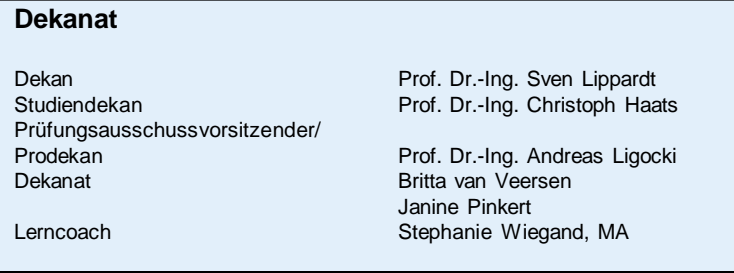 Dekanat
Dekan Prof. Dr.-Ing. Sven Lippardt
Studiendekan Prof. Dr.-Ing. Christoph Haats
Prüfungsausschussvorsitzender/
Prodekan Prof. Dr.-Ing. Andreas Ligocki
Dekanat Britta van Veersen
Janine Pinkert
Lerncoach Stephanie Wiegand, MA